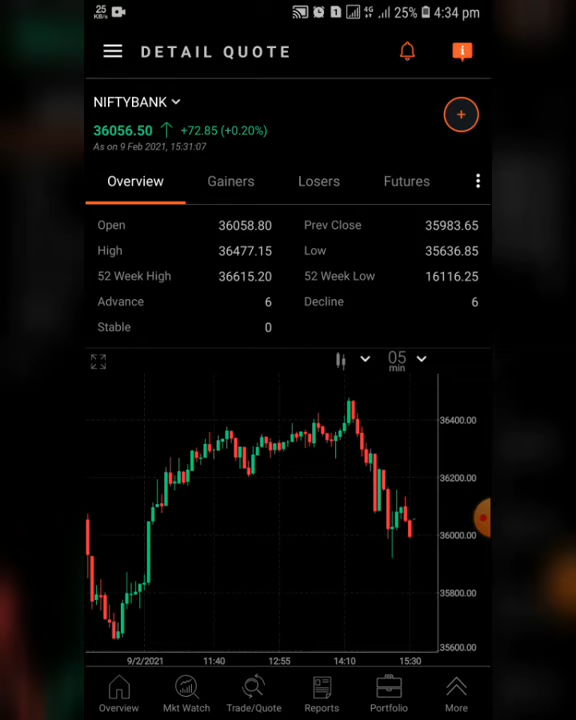 25 KB/s 1 4G 25% 4:34 pm
DETAIL QUOTE
NIFTYBANK
36056.50 +72.85 (+0.20%)
As on 9 Feb 2021, 15:31:07
Overview Gainers Losers Futures
Open 36058.80 Prev Close 35983.65
High 36477.15 Low 35636.85
52 Week High 36615.20 52 Week Low 16116.25
Advance 6 Decline 6
Stable 0
05 min
36400.00
36200.00
36000.00
35800.00
35600.00
9/2/2021 11:40 12:55 14:10 15:30
Overview Mkt Watch Trade/Quote Reports Portfolio More